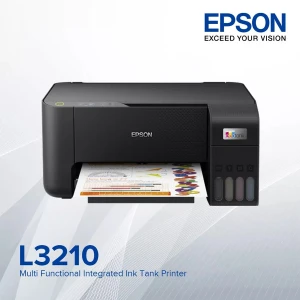 EPSON
EXCEED YOUR VISION
EPSON
L3210
Multi Functional Integrated Ink Tank Printer